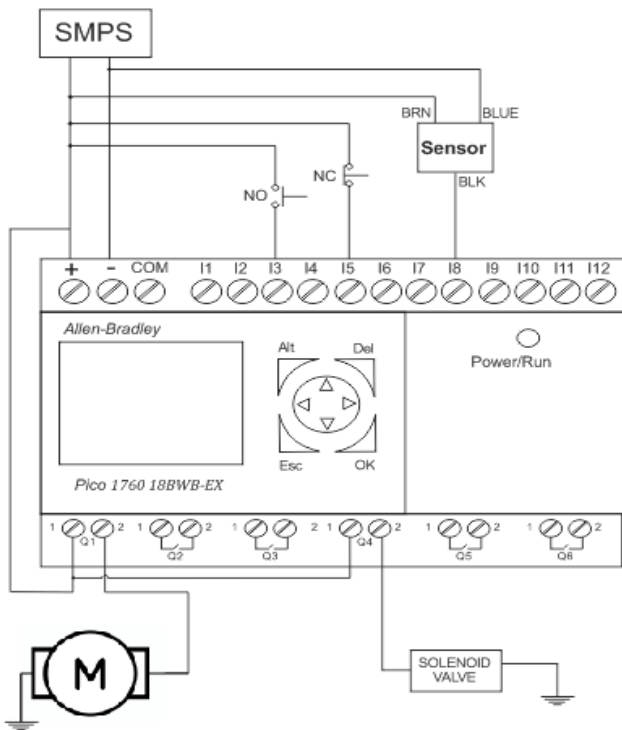 SMPS
BRN BLUE
Sensor
BLK
NC
NO
+ - COM I1 I2 I3 I4 I5 I6 I7 I8 I9 I10 I11 I12
Allen-Bradley
Alt Del
Power/Run
Esc OK
Pico 1760 18BWB-EX
1 2 1 2 1 2 1 2 1 2 1 2
Q1 Q2 Q3 Q4 Q5 Q6
M
SOLENOID
VALVE